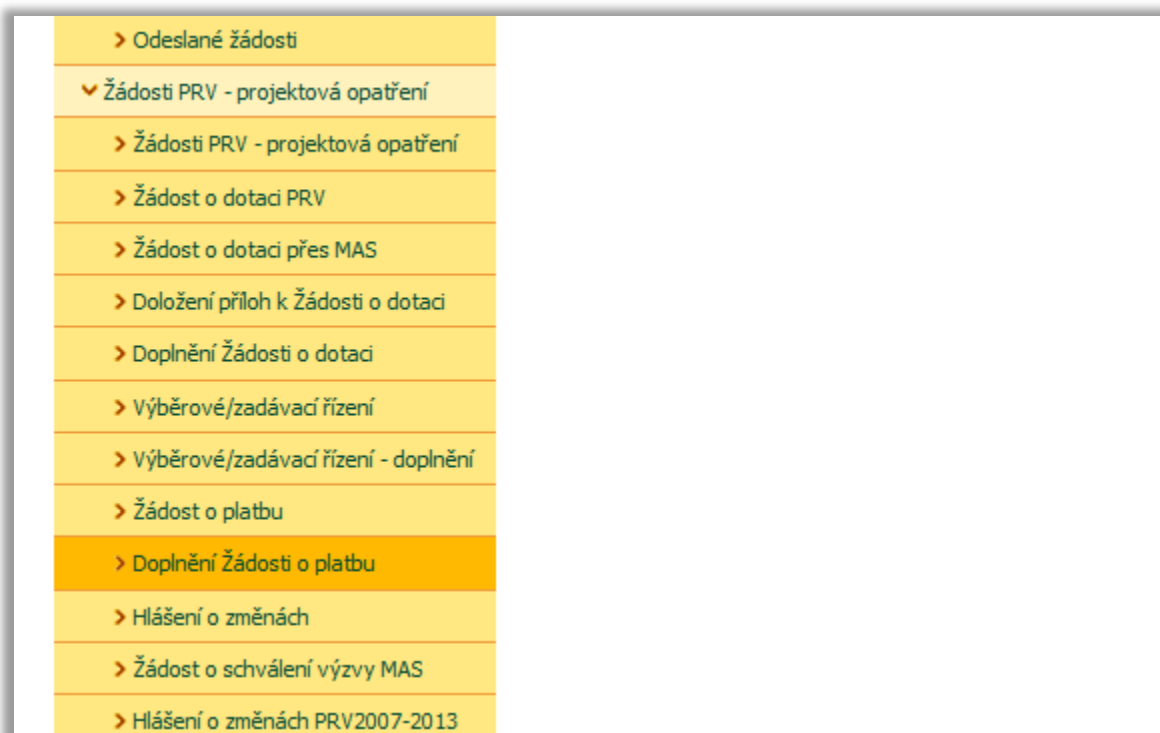 Odeslané žádosti
Žádosti PRV - projektová opatření
Žádosti PRV - projektová opatření
Žádost o dotaci PRV
Žádost o dotaci přes MAS
Doložení příloh k Žádosti o dotaci
Doplnění Žádosti o dotaci
Výběrové/zadávací řízení
Výběrové/zadávací řízení - doplnění
Žádost o platbu
Doplnění Žádosti o platbu
Hlášení o změnách
Žádost o schválení výzvy MAS
Hlášení o změnách PRV2007-2013